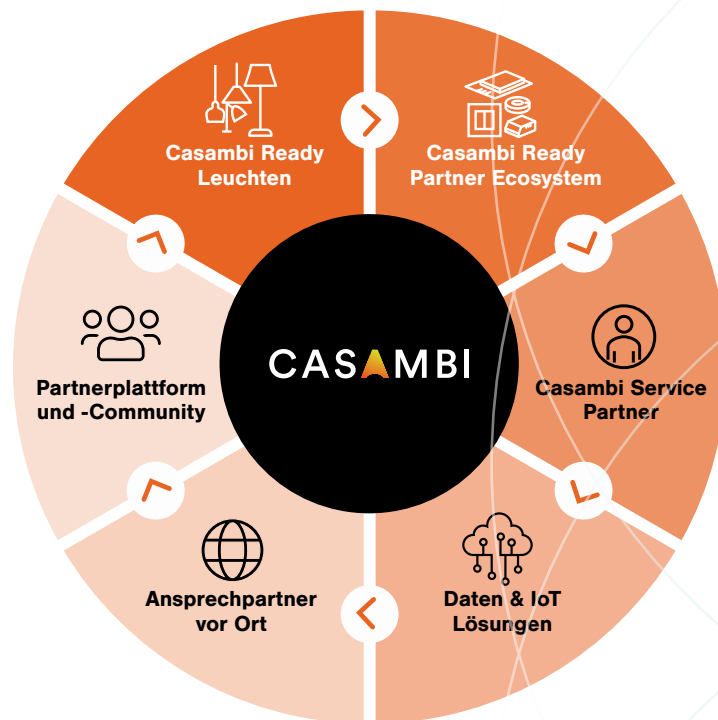 Casambi Ready
Leuchten
Casambi Ready
Partner Ecosystem
Casambi Service
Partner
Daten & IoT
Lösungen
Ansprechpartner
vor Ort
Partnerplattform
und -Community
CASAMBI